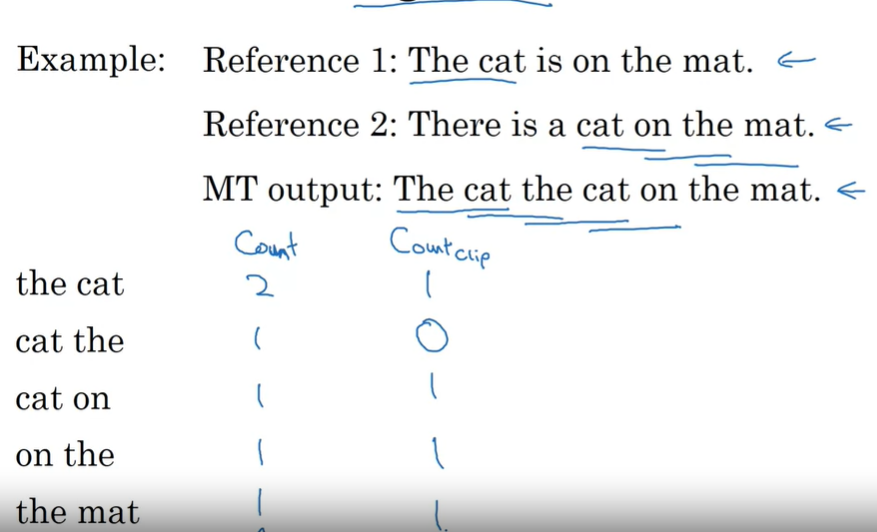 Example: Reference 1: The cat is on the mat. ←
Reference 2: There is a cat on the mat. ←
MT output: The cat the cat on the mat. ←
Count Count clip
the cat 2 1
cat the 1 0
cat on 1 1
on the 1 1
the mat 1 1